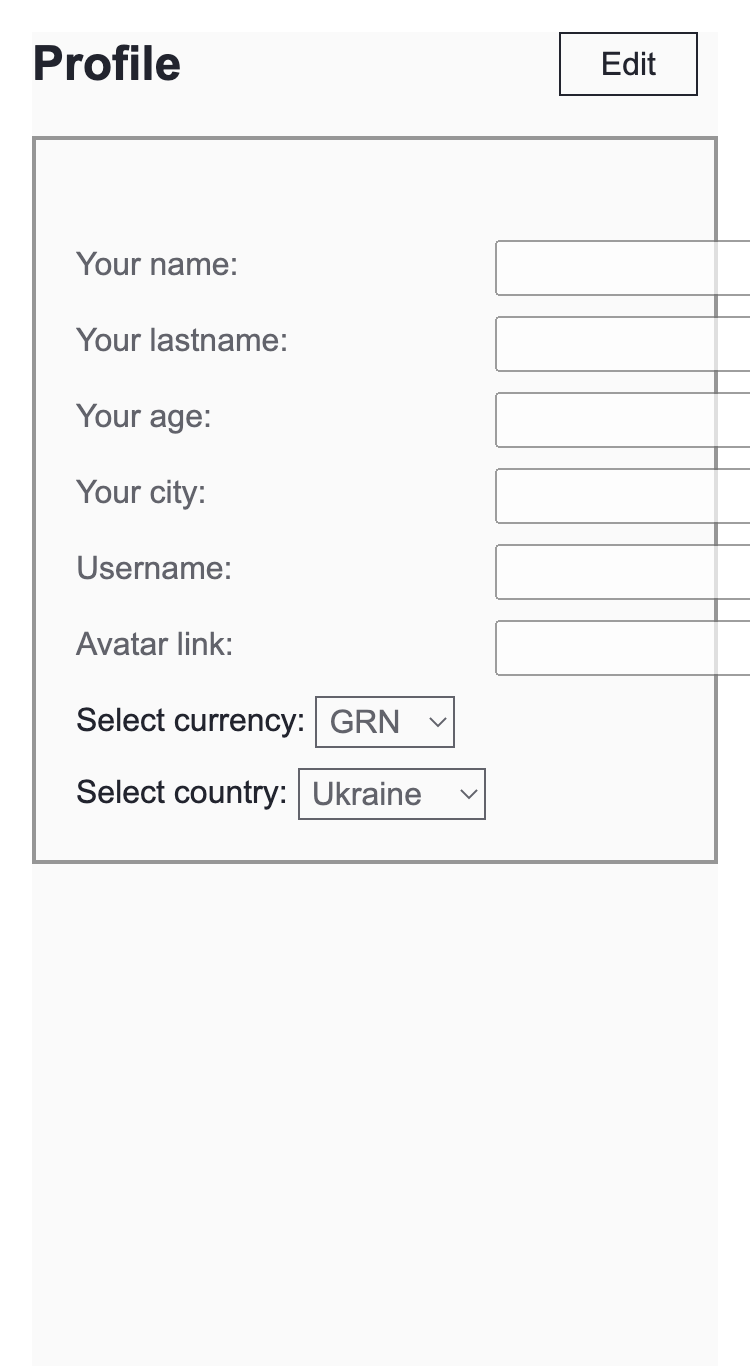 Profile
Edit
Your name:
Your lastname:
Your age:
Your city:
Username:
Avatar link:
Select currency: GRN
Select country: Ukraine